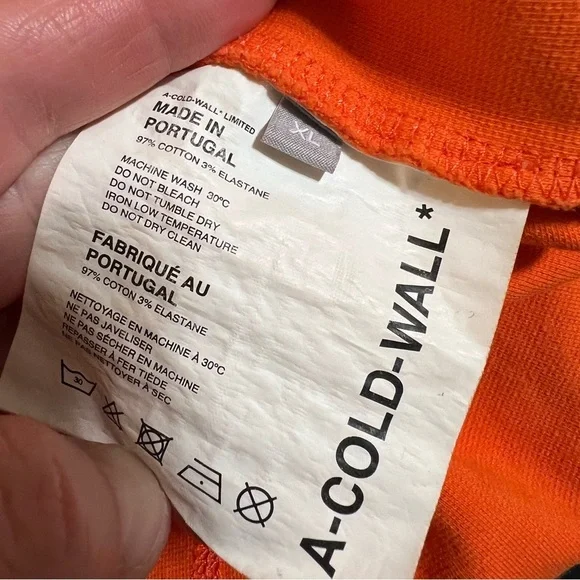 A-COLD-WALL* LIMITED
MADE IN
PORTUGAL
97% COTTON 3% ELASTANE
MACHINE WASH 30°C
DO NOT BLEACH
DO NOT TUMBLE DRY
IRON LOW TEMPERATURE
DO NOT DRY CLEAN
FABRIQUÉ AU
PORTUGAL
97% COTON 3% ELASTANE
NETTOYAGE EN MACHINE À 30°C
NE PAS JAVELISER
NE PAS SÉCHER EN MACHINE
REPASSER À FER TIÈDE
NE PAS NETTOYER À SEC
30
XL
A-COLD-WALL*